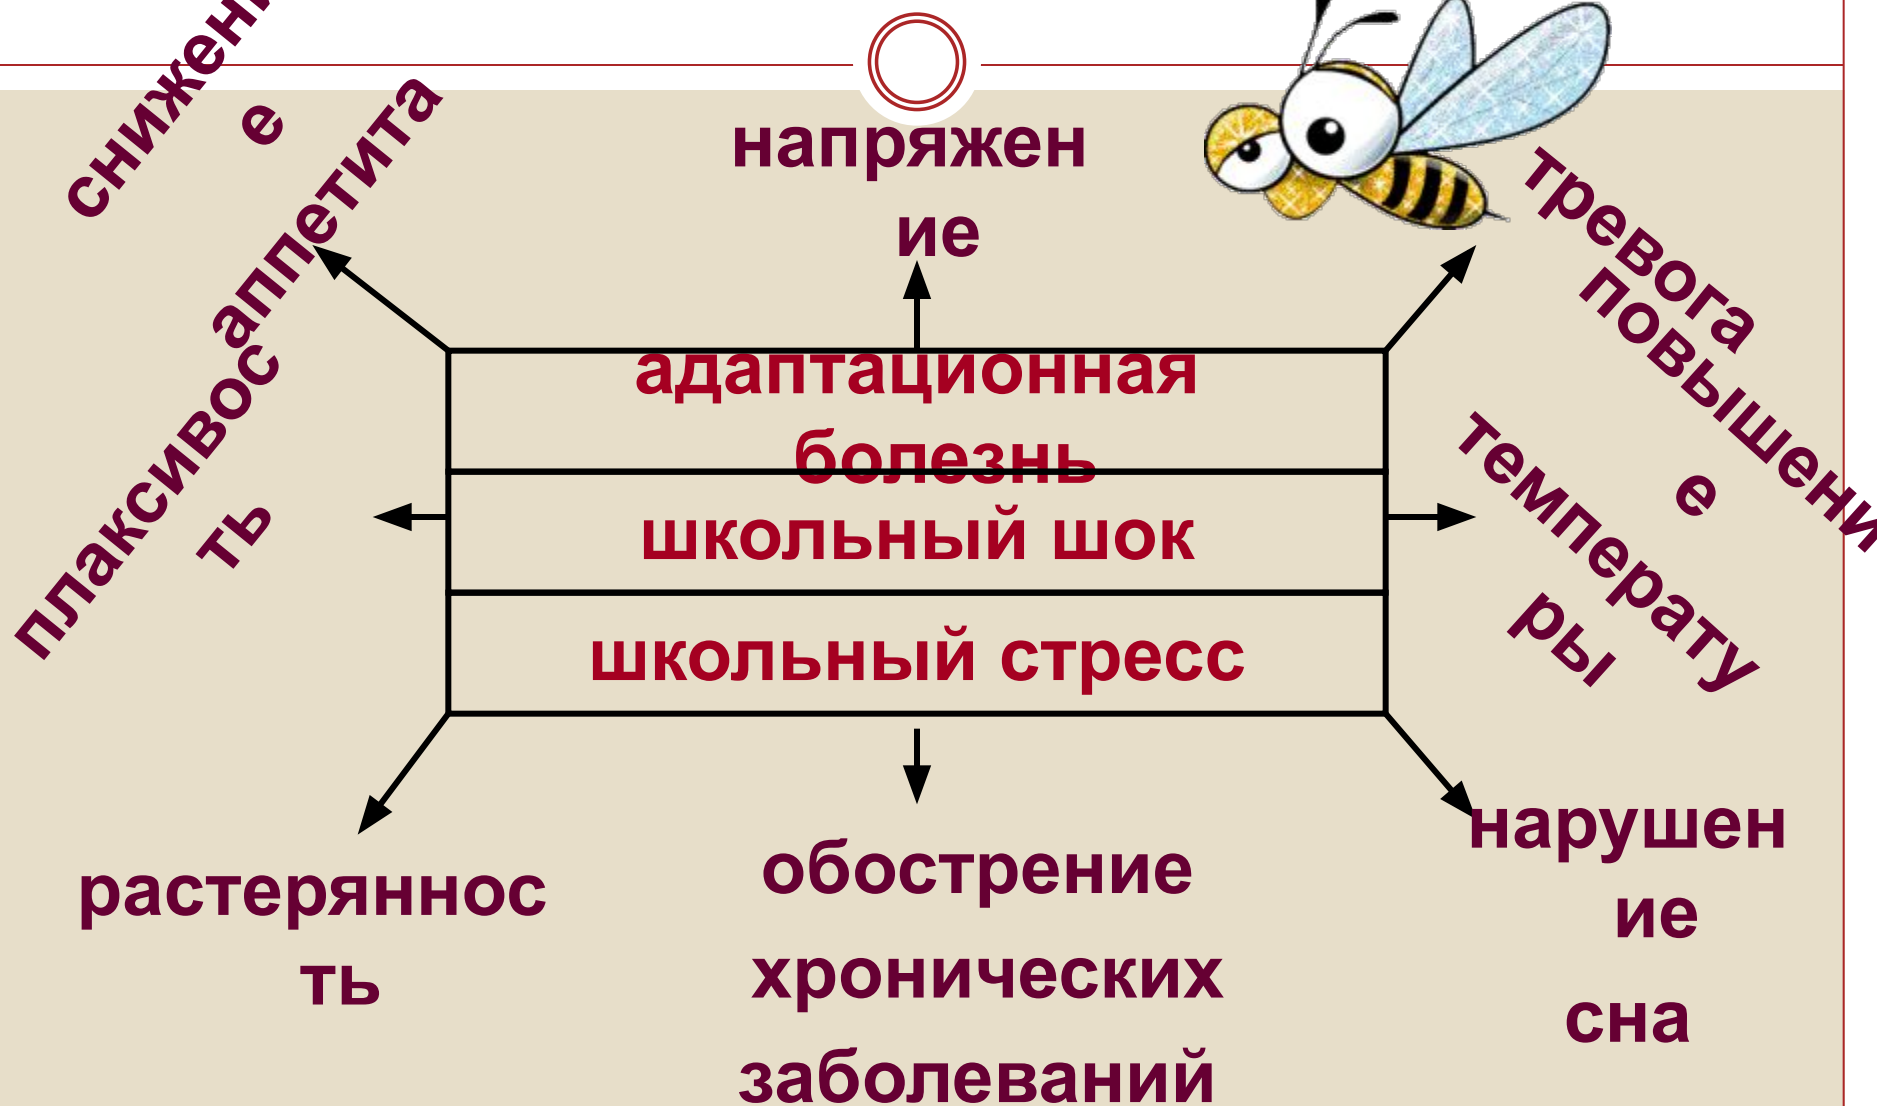 снижени
е
аппетита
напряжен
ие
тревога
повышени
е
температу
ры
плаксивос
ть
адаптационная
болезнь
школьный шок
школьный стресс
растеряннос
ть
обострение
хронических
заболеваний
нарушен
ие
сна